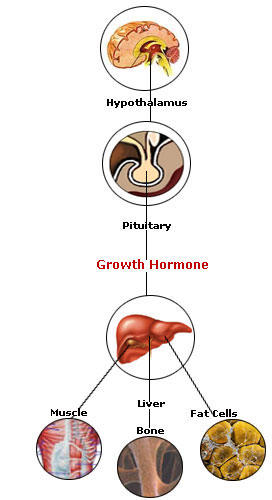 Hypothalamus
Pituitary
Growth Hormone
Liver
Muscle
Fat Cells
Bone